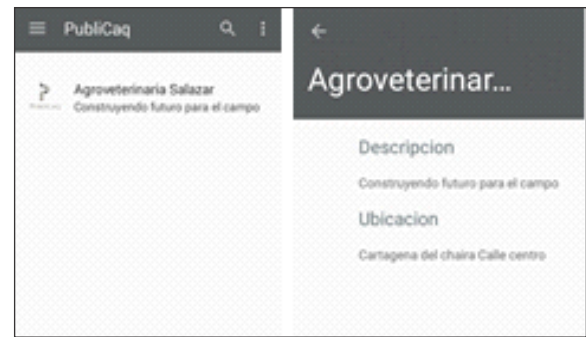 PubliCaq
Agroveterinaria Salazar
Construyendo futuro para el campo
Agroveterinar...
Descripcion
Construyendo futuro para el campo
Ubicacion
Cartagena del chaira Calle centro